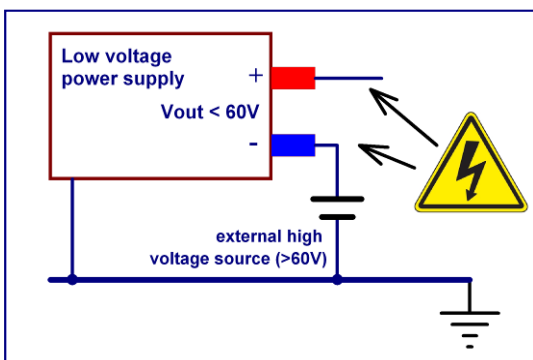 Low voltage
power supply
+
Vout < 60V
-
external high
voltage source (>60V)